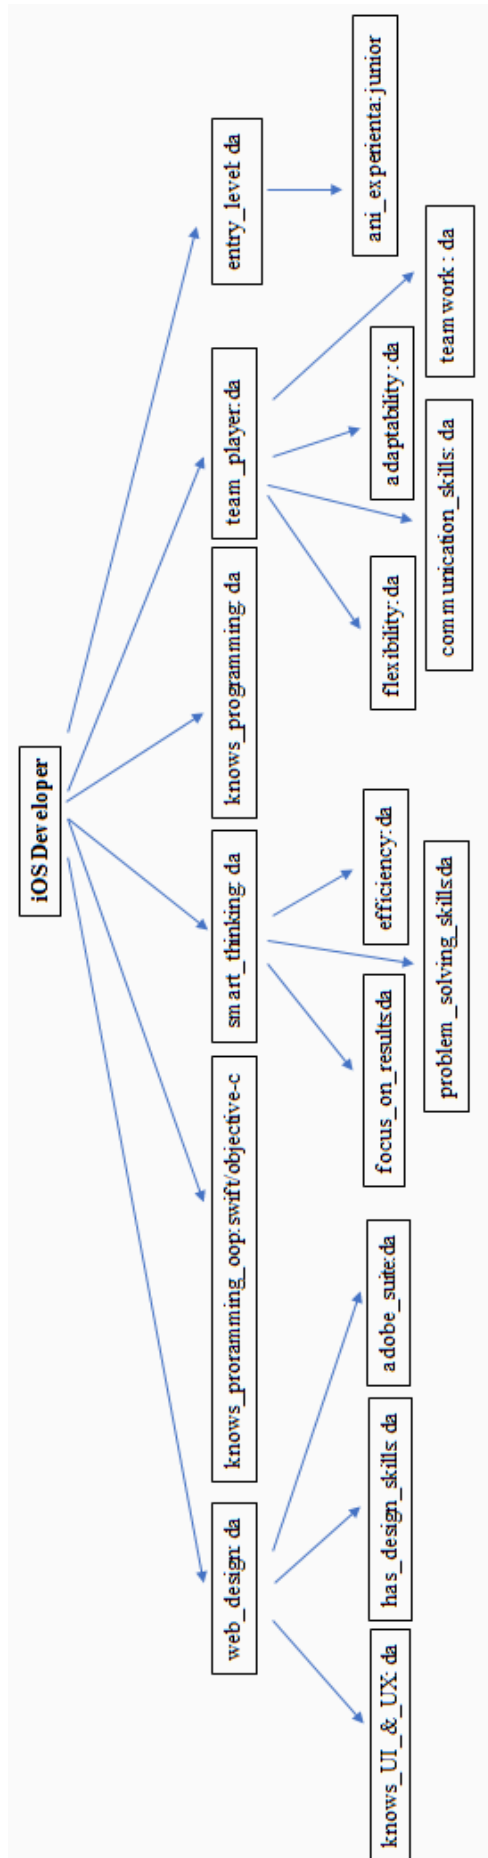 iOS Developer
web_design: da
knows_proramming_oop: swift/objective-c
smart_thinking: da
knows_programming: da
team_player: da
entry_level: da
knows_UI_&_UX: da
has_design_skills: da
adobe_suite: da
focus_on_results: da
problem_solving_skills: da
efficiency: da
flexibility: da
communication_skills: da
adaptability: da
team work : da
ani_experienta: junior